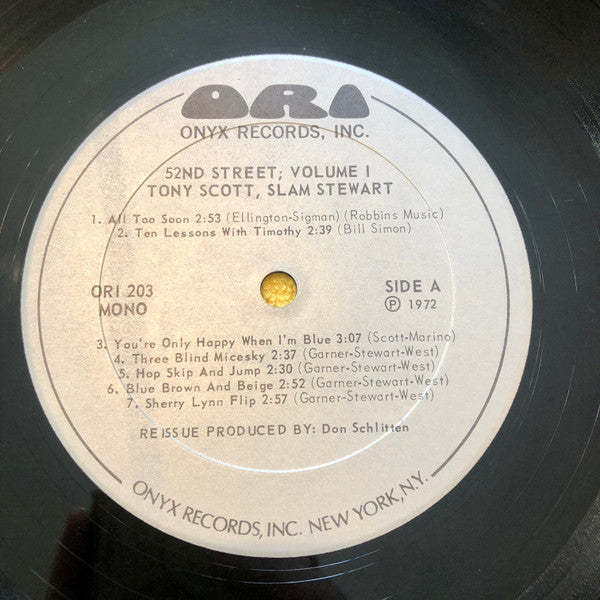 ORI
ONYX RECORDS, INC.
52ND STREET; VOLUME I
TONY SCOTT, SLAM STEWART
1. All Too Soon 2:53 (Ellington-Sigman) (Robbins Music)
2. Ten Lessons With Timothy 2:39 (Bill Simon)
ORI 203
MONO
SIDE A
℗ 1972
3. You're Only Happy When I'm Blue 3:07 (Scott-Marino)
4. Three Blind Micesky 2:37 (Garner-Stewart-West)
5. Hop Skip And Jump 2:30 (Garner-Stewart-West)
6. Blue Brown And Beige 2:52 (Garner-Stewart-West)
7. Sherry Lynn Flip 2:57 (Garner-Stewart-West)
REISSUE PRODUCED BY: Don Schlitten
ONYX RECORDS, INC. NEW YORK, N.Y.